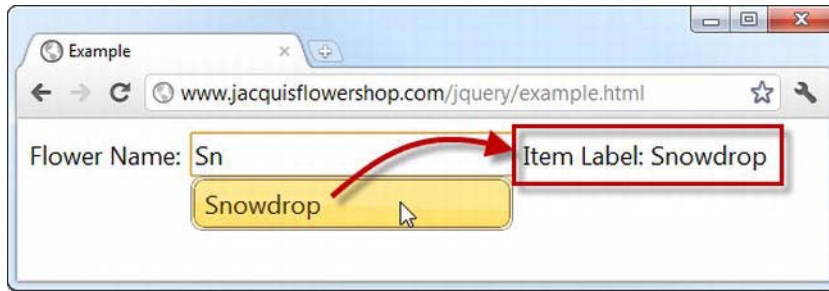 Example
www.jacquisflowershop.com/jquery/example.html
Flower Name: Sn Item Label: Snowdrop
Snowdrop